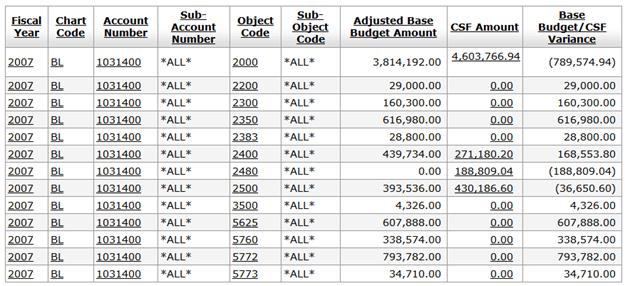 Fiscal Year Chart Code Account Number Sub-Account Number Object Code Sub-Object Code Adjusted Base Budget Amount CSF Amount Base Budget/CSF Variance
2007 BL 1031400 *ALL* 2000 *ALL* 3,814,192.00 4,603,766.94 (789,574.94)
2007 BL 1031400 *ALL* 2200 *ALL* 29,000.00 0.00 29,000.00
2007 BL 1031400 *ALL* 2300 *ALL* 160,300.00 0.00 160,300.00
2007 BL 1031400 *ALL* 2350 *ALL* 616,980.00 0.00 616,980.00
2007 BL 1031400 *ALL* 2383 *ALL* 28,800.00 0.00 28,800.00
2007 BL 1031400 *ALL* 2400 *ALL* 439,734.00 271,180.20 168,553.80
2007 BL 1031400 *ALL* 2480 *ALL* 0.00 188,809.04 (188,809.04)
2007 BL 1031400 *ALL* 2500 *ALL* 393,536.00 430,186.60 (36,650.60)
2007 BL 1031400 *ALL* 3500 *ALL* 4,326.00 0.00 4,326.00
2007 BL 1031400 *ALL* 5625 *ALL* 607,888.00 0.00 607,888.00
2007 BL 1031400 *ALL* 5760 *ALL* 338,574.00 0.00 338,574.00
2007 BL 1031400 *ALL* 5772 *ALL* 793,782.00 0.00 793,782.00
2007 BL 1031400 *ALL* 5773 *ALL* 34,710.00 0.00 34,710.00